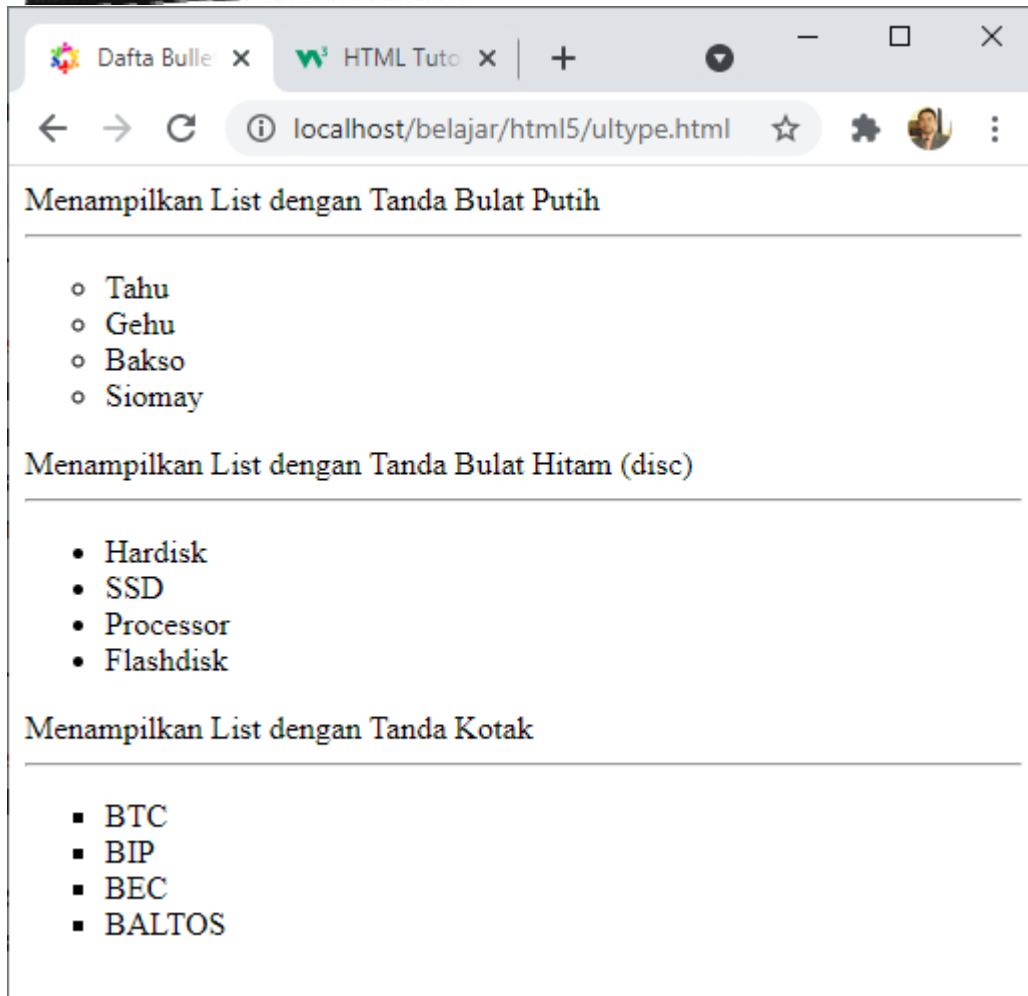 Dafta Bulle
HTML Tuto
localhost/belajar/html5/ultype.html
Menampilkan List dengan Tanda Bulat Putih
Tahu
Gehu
Bakso
Siomay
Menampilkan List dengan Tanda Bulat Hitam (disc)
Hardisk
SSD
Processor
Flashdisk
Menampilkan List dengan Tanda Kotak
BTC
BIP
BEC
BALTOS